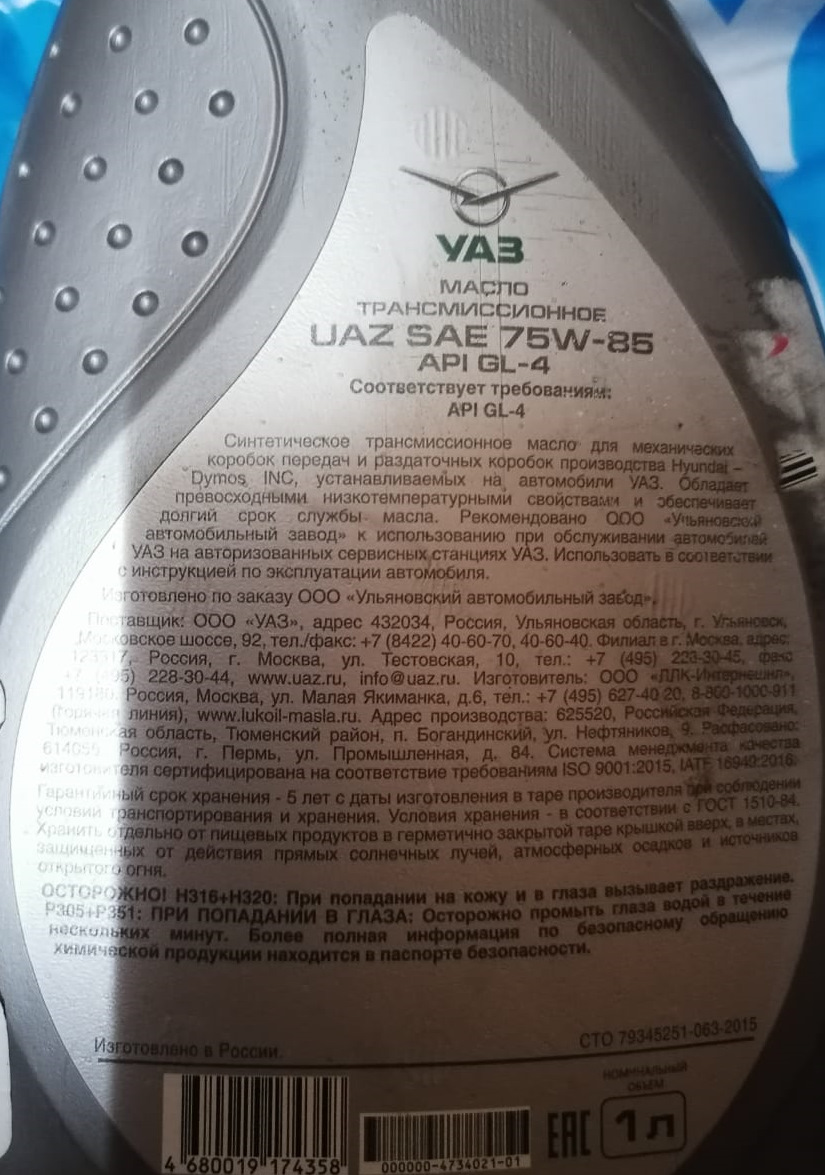 УАЗ
МАСЛО
ТРАНСМИССИОННОЕ
UAZ SAE 75W-85
API GL-4
Соответствует требованиям:
API GL-4
Синтетическое трансмиссионное масло для механических
коробок передач и раздаточных коробок производства Hyundai –
Dymos INC, устанавливаемых на автомобили УАЗ. Обладает
превосходными низкотемпературными свойствами и обеспечивает
долгий срок службы масла. Рекомендовано ООО «Ульяновский
автомобильный завод» к использованию при обслуживании автомобилей
УАЗ на авторизованных сервисных станциях УАЗ. Использовать в соответствии
с инструкцией по эксплуатации автомобиля.
Изготовлено по заказу ООО «Ульяновский автомобильный завод».
Поставщик: ООО «УАЗ», адрес 432034, Россия, Ульяновская область, г. Ульяновск,
Московское шоссе, 92, тел./факс: +7 (8422) 40-60-70, 40-60-40. Филиал в г. Москва, адрес:
123317, Россия, г. Москва, ул. Тестовская, 10, тел.: +7 (495) 223-30-45, факс
+7 (495) 228-30-44, www.uaz.ru, info@uaz.ru. Изготовитель: ООО «ЛЛК-Интернешнл»,
119180, Россия, Москва, ул. Малая Якиманка, д.6, тел.: +7 (495) 627-40 20, 8-800-1000-911
(горячая линия), www.lukoil-masla.ru. Адрес производства: 625520, Российская Федерация,
Тюменская область, Тюменский район, п. Богандинский, ул. Нефтяников, 9. Расфасовано:
614055, Россия, г. Пермь, ул. Промышленная, д. 84. Система менеджмента качества
изготовителя сертифицирована на соответствие требованиям ISO 9001:2015, IATF 16949:2016.
Гарантийный срок хранения - 5 лет с даты изготовления в таре производителя при соблюдении
условий транспортирования и хранения. Условия хранения - в соответствии с ГОСТ 1510-84.
Хранить отдельно от пищевых продуктов в герметично закрытой таре крышкой вверх, в местах,
защищенных от действия прямых солнечных лучей, атмосферных осадков и источников
открытого огня.
ОСТОРОЖНО! H316+H320: При попадании на кожу и в глаза вызывает раздражение.
P305+P351: ПРИ ПОПАДАНИИ В ГЛАЗА: Осторожно промыть глаза водой в течение
нескольких минут. Более полная информация по безопасному обращению
химической продукции находится в паспорте безопасности.
Изготовлено в России.
СТО 79345251-063-2015
НОМИНАЛЬНЫЙ
ОБЪЕМ
1 л
EAC
4 680019 174358
000000-4734021-01